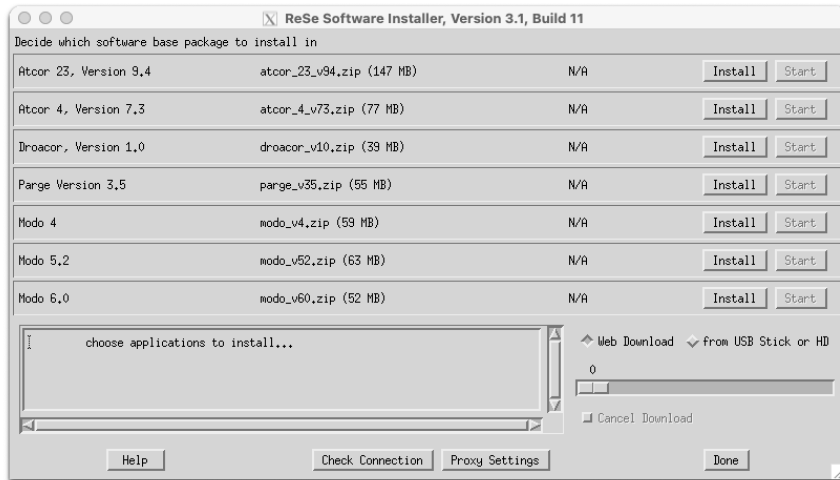 ReSe Software Installer, Version 3.1, Build 11
Decide which software base package to install in
Atcor 23, Version 9.4 atcor_23_v94.zip (147 MB) N/A Install Start
Atcor 4, Version 7.3 atcor_4_v73.zip (77 MB) N/A Install Start
Droacor, Version 1.0 droacor_v10.zip (39 MB) N/A Install Start
Parge Version 3.5 parge_v35.zip (55 MB) N/A Install Start
Modo 4 modo_v4.zip (59 MB) N/A Install Start
Modo 5.2 modo_v52.zip (63 MB) N/A Install Start
Modo 6.0 modo_v60.zip (52 MB) N/A Install Start
choose applications to install...
Web Download from USB Stick or HD
0
Cancel Download
Help Check Connection Proxy Settings Done